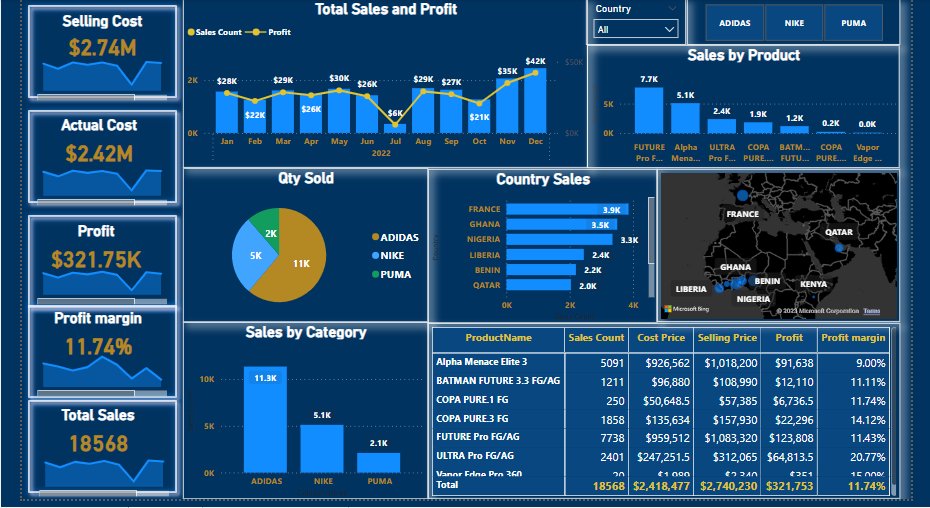 Selling Cost
$2.74M
Actual Cost
$2.42M
Profit
$321.75K
Profit margin
11.74%
Total Sales
18568
Total Sales and Profit
Sales Count Profit
2K
0K
$50K
$0K
$28K $22K $29K $26K $30K $26K $6K $29K $27K $21K $35K $42K
Jan Feb Mar Apr May Jun Jul Aug Sep Oct Nov Dec
2022
Country
All
ADIDAS NIKE PUMA
Sales by Product
5K
0K
7.7K 5.1K 2.4K 1.9K 1.2K 0.2K 0.0K
FUTURE Alpha ULTRA COPA BATM... COPA Vapor
Pro F... Mena... Pro F... PURE.... FUTU... PURE.... Edge ...
Qty Sold
2K
5K
11K
ADIDAS
NIKE
PUMA
Country Sales
FRANCE 3.9K
GHANA 3.5K
NIGERIA 3.3K
LIBERIA 2.4K
BENIN 2.2K
QATAR 2.0K
0K 2K 4K
FRANCE
QATAR
GHANA
BENIN
KENYA
LIBERIA
NIGERIA
Microsoft Bing
© 2023 Microsoft Corporation Terms
Sales by Category
10K
5K
0K
11.3K 5.1K 2.1K
ADIDAS NIKE PUMA
ProductName Sales Count Cost Price Selling Price Profit Profit margin
Alpha Menace Elite 3 5091 $926,562 $1,018,200 $91,638 9.00%
BATMAN FUTURE 3.3 FG/AG 1211 $96,880 $108,990 $12,110 11.11%
COPA PURE.1 FG 250 $50,648.5 $57,385 $6,736.5 11.74%
COPA PURE.3 FG 1858 $135,634 $157,930 $22,296 14.12%
FUTURE Pro FG/AG 7738 $959,512 $1,083,320 $123,808 11.43%
ULTRA Pro FG/AG 2401 $247,251.5 $312,065 $64,813.5 20.77%
Vapor Edge Pro 360 20 $1,989 $2,340 $351 15.00%
Total 18568 $2,418,477 $2,740,230 $321,753 11.74%